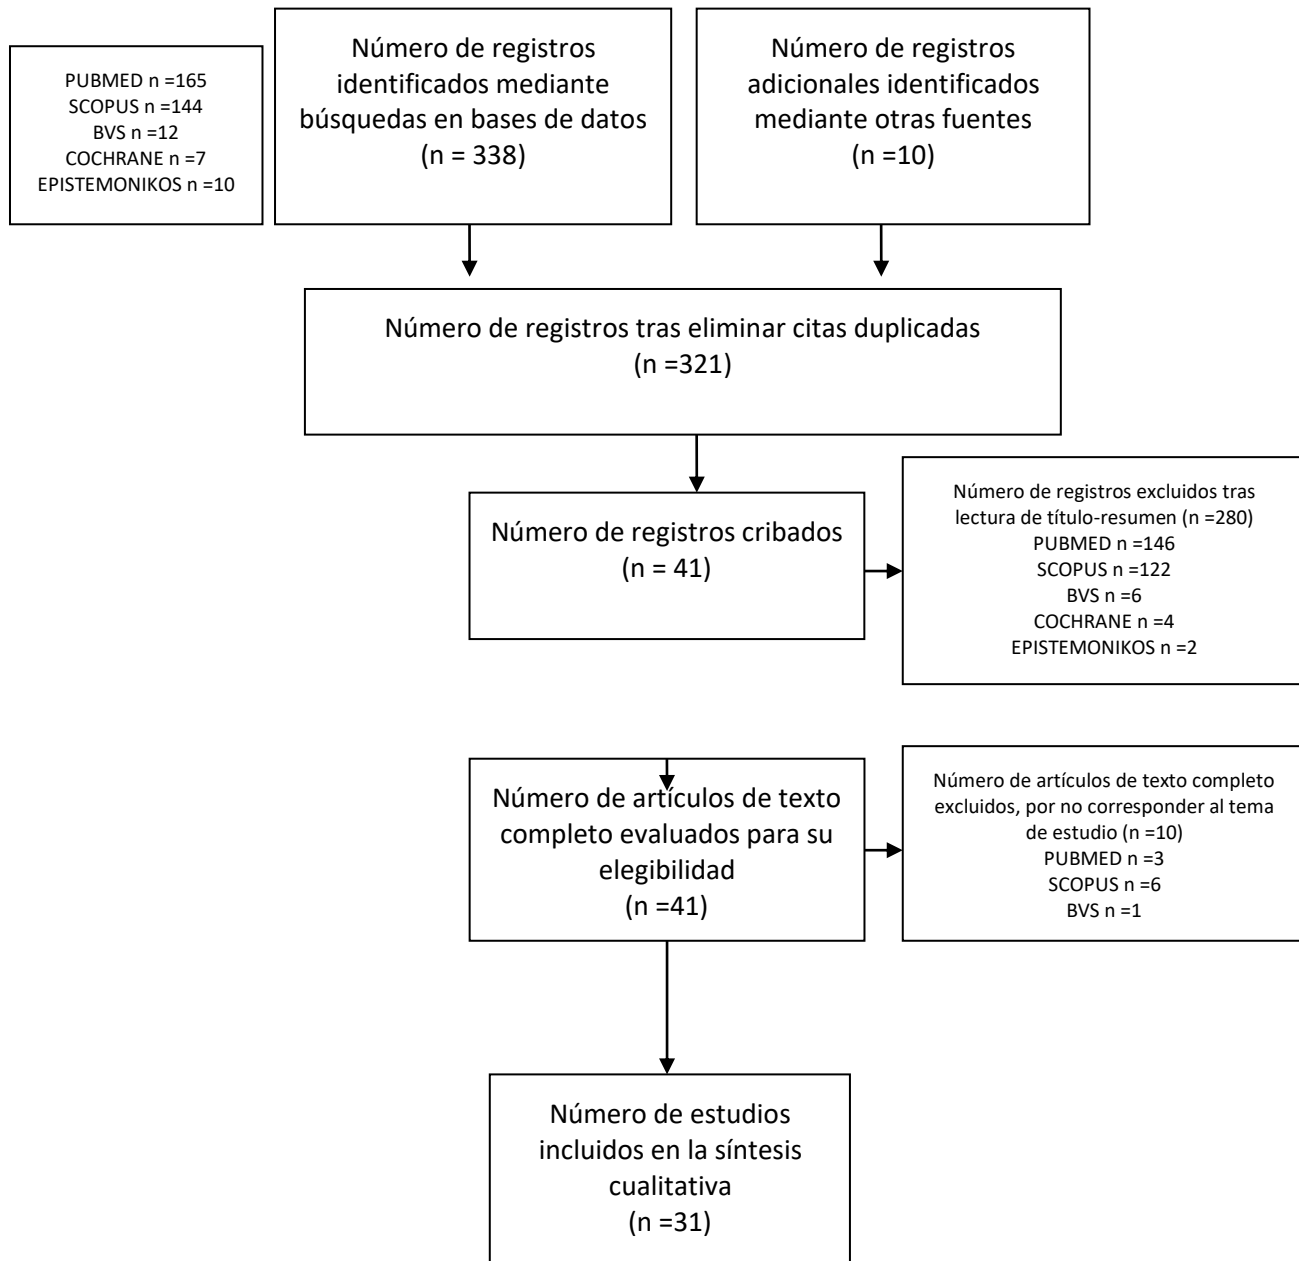 PUBMED n =165
SCOPUS n =144
BVS n =12
COCHRANE n =7
EPISTEMONIKOS n =10
Número de registros
identificados mediante
búsquedas en bases de datos
(n = 338)
Número de registros
adicionales identificados
mediante otras fuentes
(n =10)
Número de registros tras eliminar citas duplicadas
(n =321)
Número de registros cribados
(n = 41)
Número de registros excluidos tras
lectura de título-resumen (n =280)
PUBMED n =146
SCOPUS n =122
BVS n =6
COCHRANE n =4
EPISTEMONIKOS n =2
Número de artículos de texto
completo evaluados para su
elegibilidad
(n =41)
Número de artículos de texto completo
excluidos, por no corresponder al tema
de estudio (n =10)
PUBMED n =3
SCOPUS n =6
BVS n =1
Número de estudios
incluidos en la síntesis
cualitativa
(n =31)